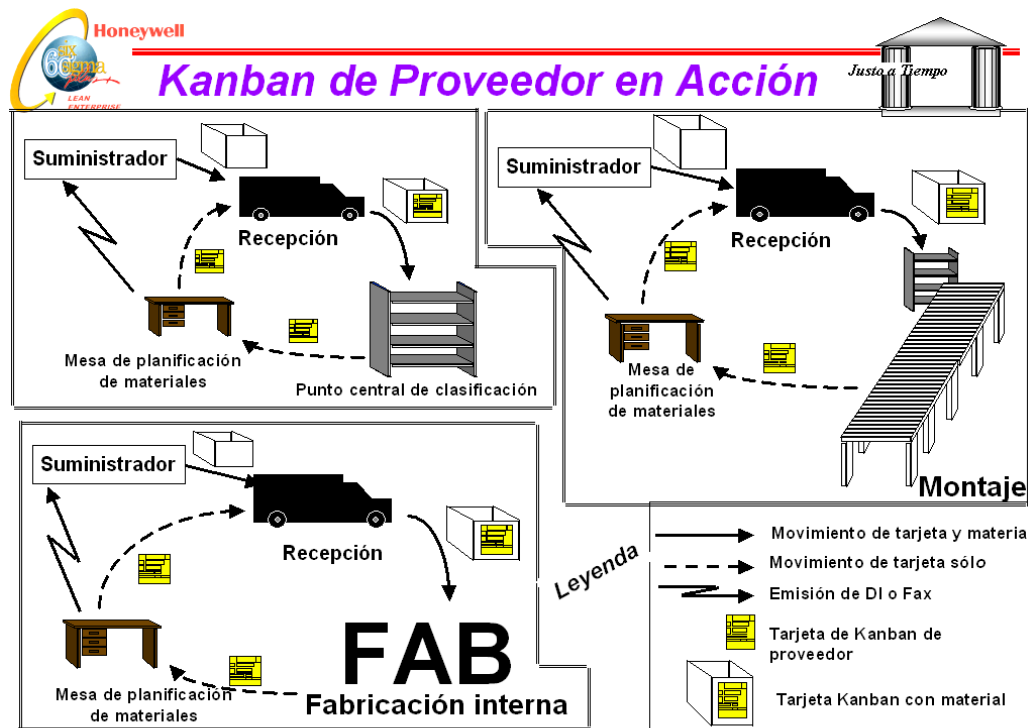 Honeywell
six
sigma
plus
LEAN
ENTERPRISE
Kanban de Proveedor en Acción
Justo a Tiempo
Suministrador
Recepción
Mesa de planificación
de materiales
Punto central de clasificación
Suministrador
Recepción
Mesa de
planificación
de materiales
Montaje
Suministrador
Recepción
Mesa de planificación
de materiales
FAB
Fabricación interna
Leyenda
Movimiento de tarjeta y materia
Movimiento de tarjeta sólo
Emisión de DI o Fax
Tarjeta de Kanban de
proveedor
Tarjeta Kanban con material